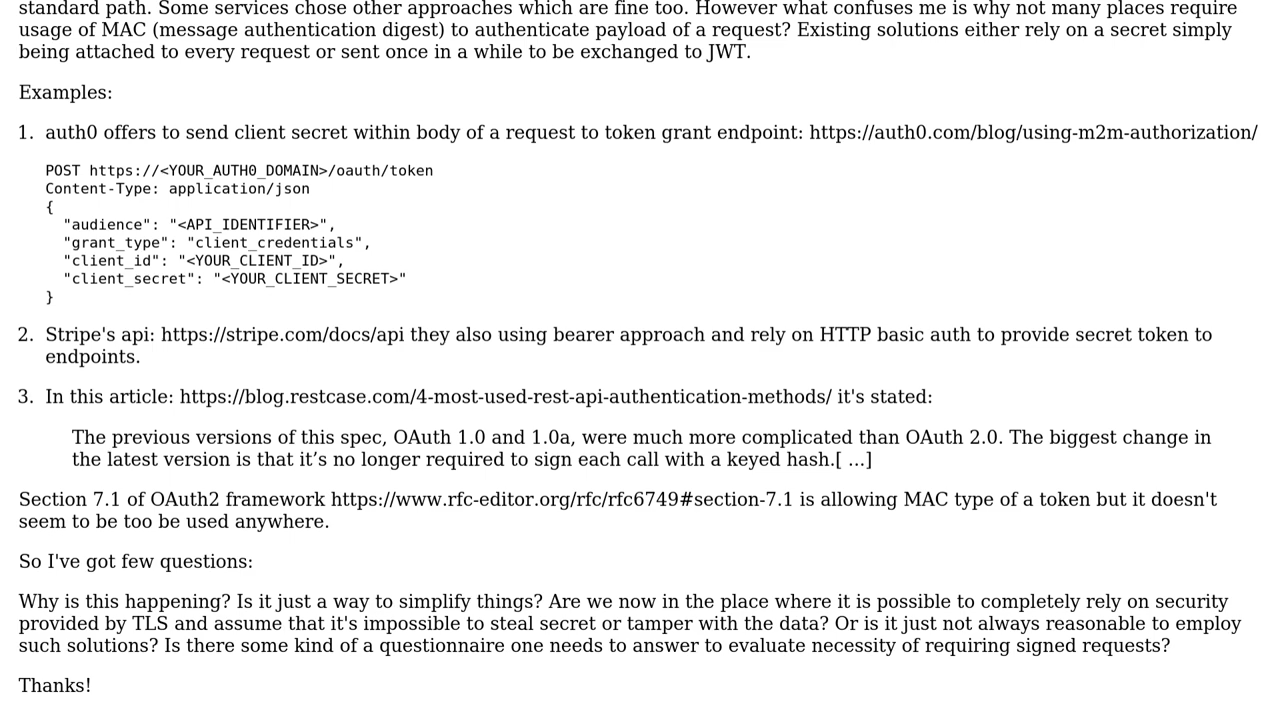 standard path. Some services chose other approaches which are fine too. However what confuses me is why not many places require
usage of MAC (message authentication digest) to authenticate payload of a request? Existing solutions either rely on a secret simply
being attached to every request or sent once in a while to be exchanged to JWT.
Examples:
1. auth0 offers to send client secret within body of a request to token grant endpoint: https://auth0.com/blog/using-m2m-authorization/
POST https://<YOUR_AUTH0_DOMAIN>/oauth/token
Content-Type: application/json
{
  "audience": "<API_IDENTIFIER>",
  "grant_type": "client_credentials",
  "client_id": "<YOUR_CLIENT_ID>",
  "client_secret": "<YOUR_CLIENT_SECRET>"
}
2. Stripe's api: https://stripe.com/docs/api they also using bearer approach and rely on HTTP basic auth to provide secret token to
endpoints.
3. In this article: https://blog.restcase.com/4-most-used-rest-api-authentication-methods/ it's stated:
The previous versions of this spec, OAuth 1.0 and 1.0a, were much more complicated than OAuth 2.0. The biggest change in
the latest version is that it’s no longer required to sign each call with a keyed hash.[ ...]
Section 7.1 of OAuth2 framework https://www.rfc-editor.org/rfc/rfc6749#section-7.1 is allowing MAC type of a token but it doesn't
seem to be too be used anywhere.
So I've got few questions:
Why is this happening? Is it just a way to simplify things? Are we now in the place where it is possible to completely rely on security
provided by TLS and assume that it's impossible to steal secret or tamper with the data? Or is it just not always reasonable to employ
such solutions? Is there some kind of a questionnaire one needs to answer to evaluate necessity of requiring signed requests?
Thanks!